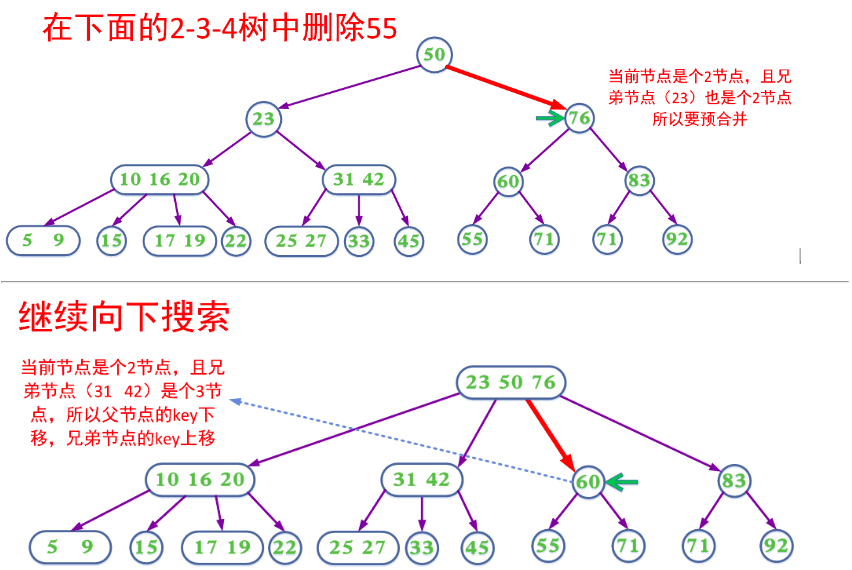 在下面的2-3-4树中删除55
50
当前节点是个2节点，且兄
弟节点（23）也是个2节点
所以要预合并
23
76
10 16 20
31 42
60
83
5 9
15
17 19
22
25 27
33
45
55
71
71
92
继续向下搜索
当前节点是个2节点，且兄
弟节点（31 42）是个3节
点，所以父节点的key下
移，兄弟节点的key上移
23 50 76
10 16 20
31 42
60
83
5 9
15
17 19
22
25 27
33
45
55
71
71
92